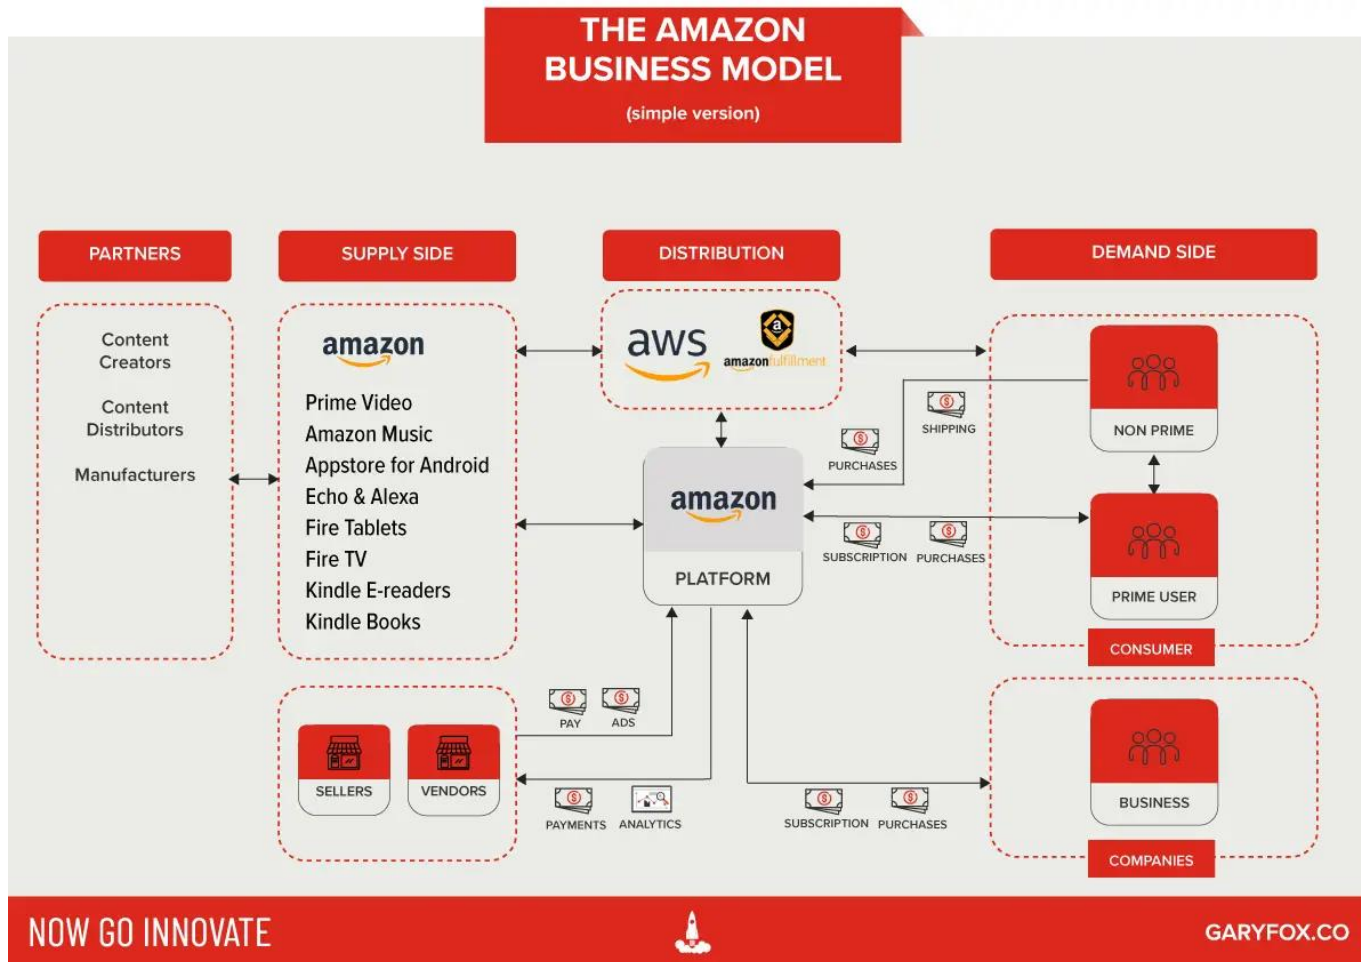 THE AMAZON
BUSINESS MODEL
(simple version)
PARTNERS
SUPPLY SIDE
DISTRIBUTION
DEMAND SIDE
Content
Creators
Content
Distributors
Manufacturers
amazon
Prime Video
Amazon Music
Appstore for Android
Echo & Alexa
Fire Tablets
Fire TV
Kindle E-readers
Kindle Books
aws
a
amazonfulfillment
NON PRIME
SHIPPING
PURCHASES
amazon
PLATFORM
SUBSCRIPTION
PURCHASES
PRIME USER
CONSUMER
PAY
ADS
SELLERS
VENDORS
PAYMENTS
ANALYTICS
SUBSCRIPTION
PURCHASES
BUSINESS
COMPANIES
NOW GO INNOVATE
GARYFOX.CO